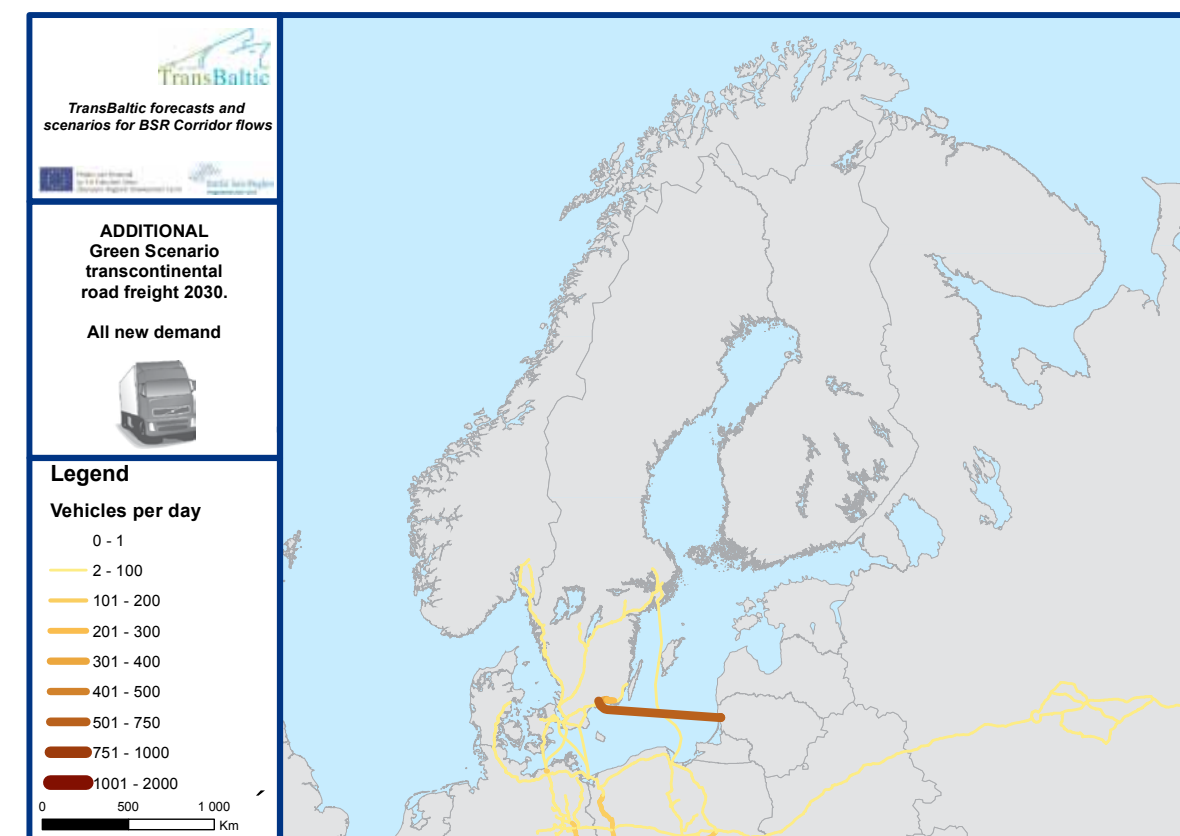 TransBaltic
TransBaltic forecasts and
scenarios for BSR Corridor flows
ADDITIONAL
Green Scenario
transcontinental
road freight 2030.
All new demand
Legend
Vehicles per day
0 - 1
2 - 100
101 - 200
201 - 300
301 - 400
401 - 500
501 - 750
751 - 1000
1001 - 2000
0 500 1 000
Km